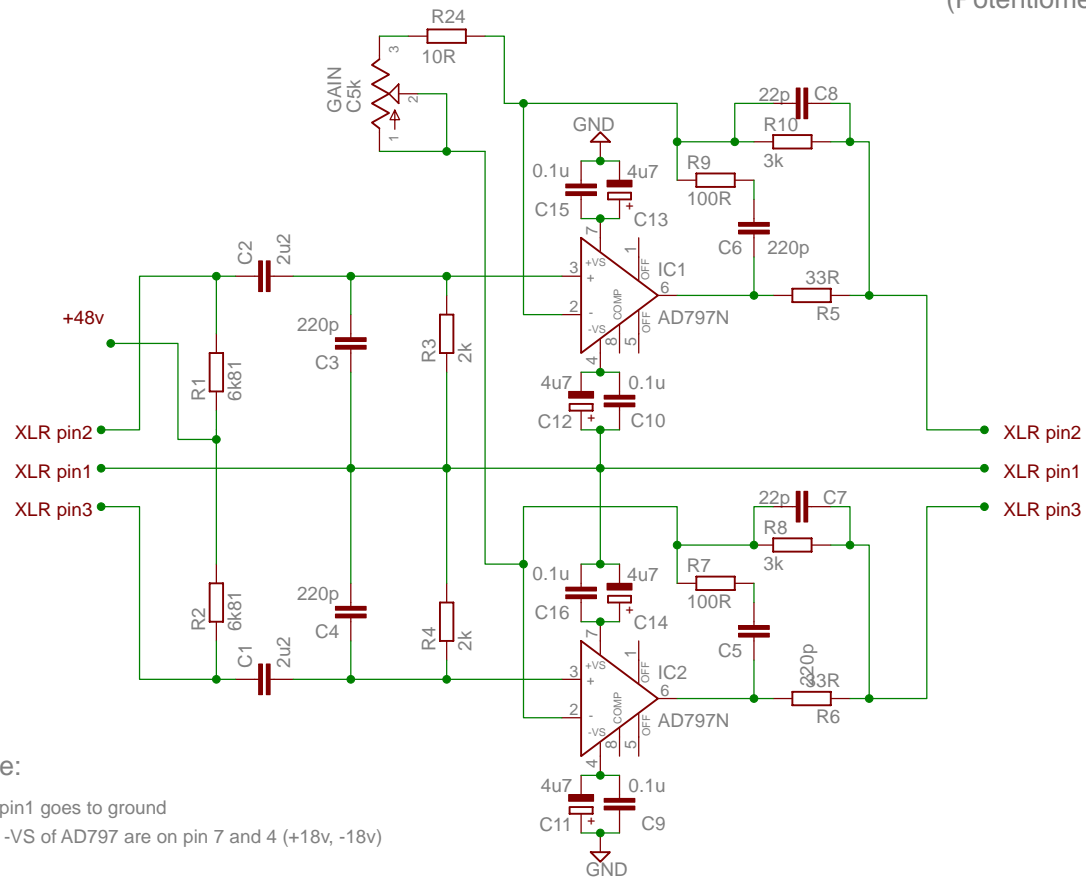 (Potentiome
R24
10R
GAIN
C5k
3
2
1
22p
C8
R10
3k
GND
0.1u
4u7
C15
C13
R9
100R
C6
220p
C2
2u2
7
+VS
1
OFF
3
+
IC1
6
2
-
COMP
-VS
OFF
AD797N
4
8
5
33R
R5
+48v
220p
C3
R3
2k
R1
6k81
4u7
0.1u
C12
C10
XLR pin2
XLR pin2
XLR pin1
XLR pin1
XLR pin3
XLR pin3
22p
C7
R8
3k
0.1u
4u7
C16
C14
R7
100R
C5
220p
R2
6k81
220p
C4
R4
2k
C1
2u2
7
+VS
1
OFF
3
+
IC2
6
2
-
COMP
-VS
OFF
AD797N
4
8
5
33R
R6
e:
4u7
0.1u
C11
C9
pin1 goes to ground
-VS of AD797 are on pin 7 and 4 (+18v, -18v)
GND